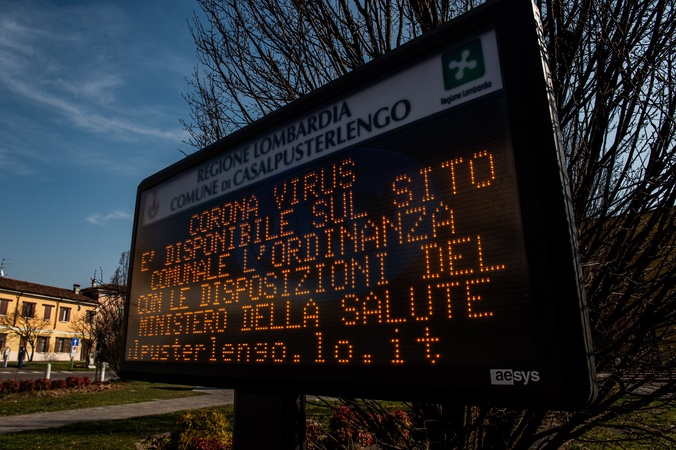 REGIONE LOMBARDIA
COMUNE DI CASALPUSTERLENGO
Regione Lombardia
CORONA VIRUS
E' DISPONIBILE SUL SITO
COMUNALE L'ORDINANZA
CON LE DISPOSIZIONI DEL
MINISTERO DELLA SALUTE
lpusterlengo.lo.it
aesys